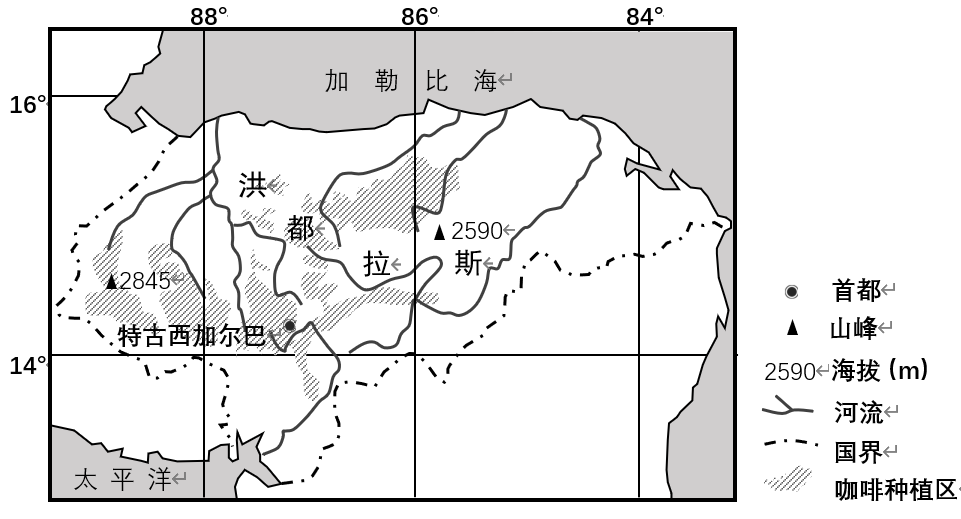 88° 86° 84°
加勒比海↵
16°
洪←
都←
2590←
拉←
斯←
2845↵
首都↵
特古西加尔巴↵
山峰↵
14°
2590↵海拔(m)
河流↵
国界↵
太平洋↵
咖啡种植区↵